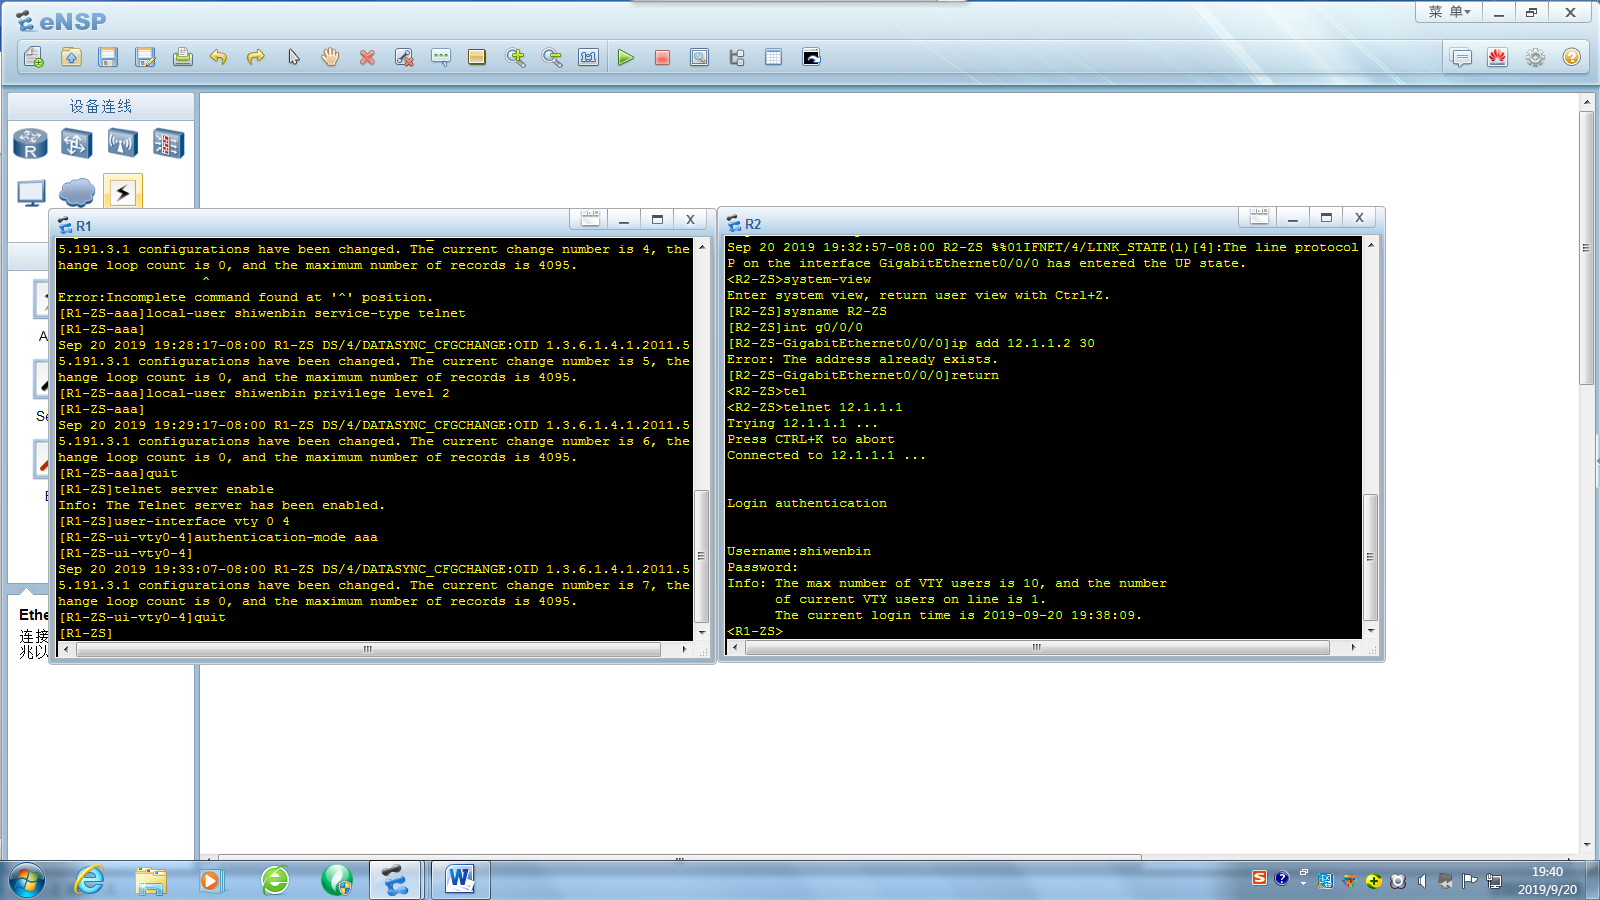 eNSP
菜 单
设备连线
R1
5.191.3.1 configurations have been changed. The current change number is 4, the
hange loop count is 0, and the maximum number of records is 4095.
^
Error:Incomplete command found at '^' position.
[R1-ZS-aaa]local-user shiwenbin service-type telnet
[R1-ZS-aaa]
Sep 20 2019 19:28:17-08:00 R1-ZS DS/4/DATASYNC_CFGCHANGE:OID 1.3.6.1.4.1.2011.5
5.191.3.1 configurations have been changed. The current change number is 5, the
hange loop count is 0, and the maximum number of records is 4095.
[R1-ZS-aaa]local-user shiwenbin privilege level 2
[R1-ZS-aaa]
Sep 20 2019 19:29:17-08:00 R1-ZS DS/4/DATASYNC_CFGCHANGE:OID 1.3.6.1.4.1.2011.5
5.191.3.1 configurations have been changed. The current change number is 6, the
hange loop count is 0, and the maximum number of records is 4095.
[R1-ZS-aaa]quit
[R1-ZS]telnet server enable
Info: The Telnet server has been enabled.
[R1-ZS]user-interface vty 0 4
[R1-ZS-ui-vty0-4]authentication-mode aaa
[R1-ZS-ui-vty0-4]
Sep 20 2019 19:33:07-08:00 R1-ZS DS/4/DATASYNC_CFGCHANGE:OID 1.3.6.1.4.1.2011.5
5.191.3.1 configurations have been changed. The current change number is 7, the
hange loop count is 0, and the maximum number of records is 4095.
[R1-ZS-ui-vty0-4]quit
[R1-ZS]
R2
Sep 20 2019 19:32:57-08:00 R2-ZS %%01IFNET/4/LINK_STATE(l)[4]:The line protocol
P on the interface GigabitEthernet0/0/0 has entered the UP state.
<R2-ZS>system-view
Enter system view, return user view with Ctrl+Z.
[R2-ZS]sysname R2-ZS
[R2-ZS]int g0/0/0
[R2-ZS-GigabitEthernet0/0/0]ip add 12.1.1.2 30
Error: The address already exists.
[R2-ZS-GigabitEthernet0/0/0]return
<R2-ZS>tel
<R2-ZS>telnet 12.1.1.1
Trying 12.1.1.1 ...
Press CTRL+K to abort
Connected to 12.1.1.1 ...
Login authentication
Username:shiwenbin
Password:
Info: The max number of VTY users is 10, and the number
of current VTY users on line is 1.
The current login time is 2019-09-20 19:38:09.
<R1-ZS>
A
Se
Ethe
连接
兆以
19:40
2019/9/20